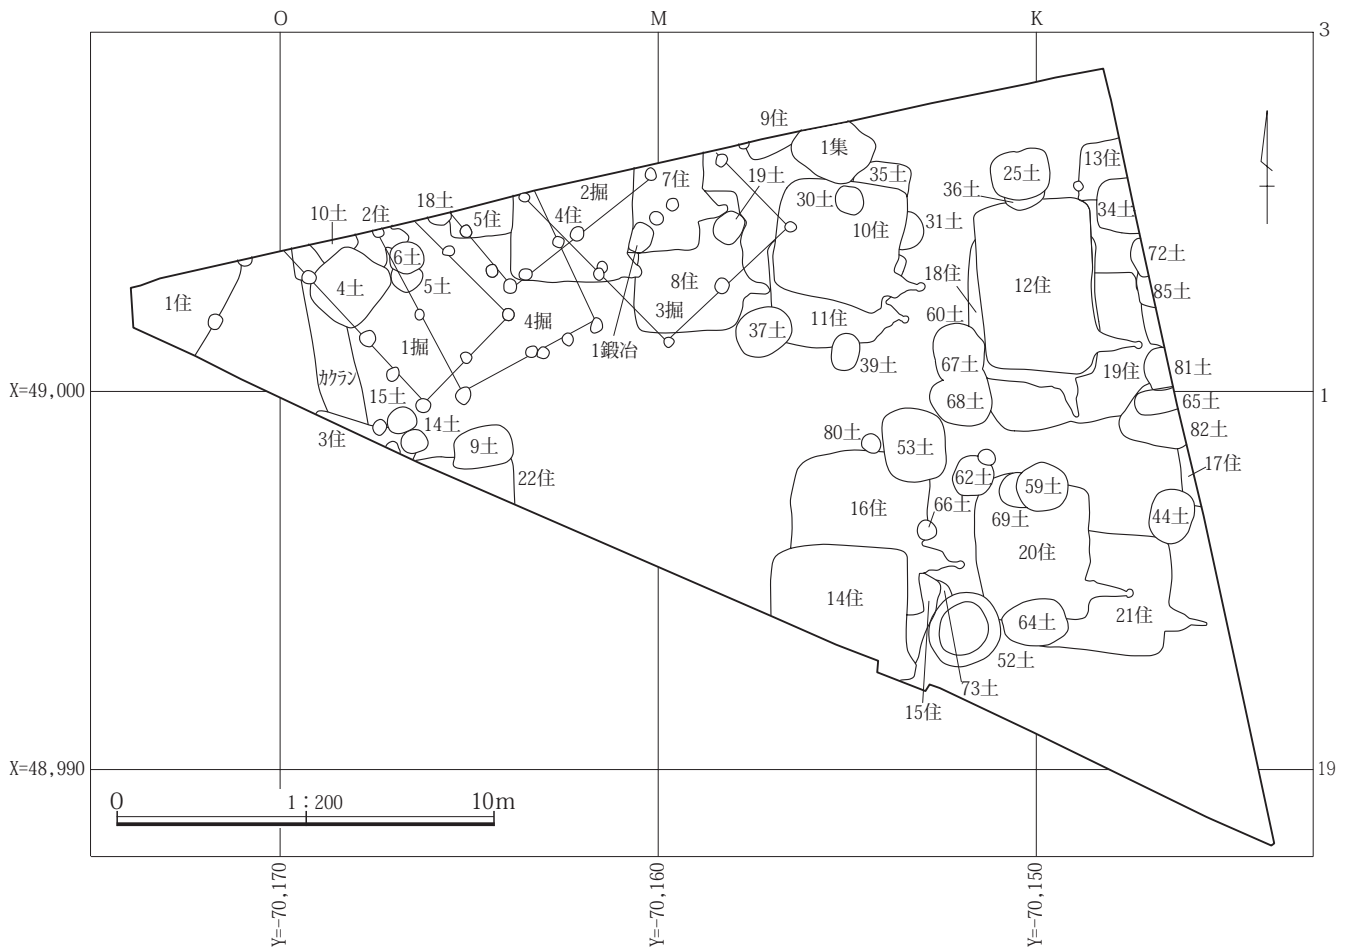 O
M
K
3
9住
1集
13住
7住
19土
35土
25土
2掘
36土
30土
34土
18土
4住
10土
2住
5住
31土
10住
72土
6土
18住
12住
4土
5土
8住
85土
1住
3掘
60土
4掘
11住
37土
1掘
1鍛冶
39土
67土
19住
81土
カクラン
X=49,000
1
15土
68土
65土
14土
3住
80土
53土
82土
9土
17住
22住
62土
59土
16住
66土
69土
44土
20住
14住
21住
64土
52土
73土
15住
X=48,990
19
0
1：200
10m
Y=-70,170
Y=-70,160
Y=-70,150